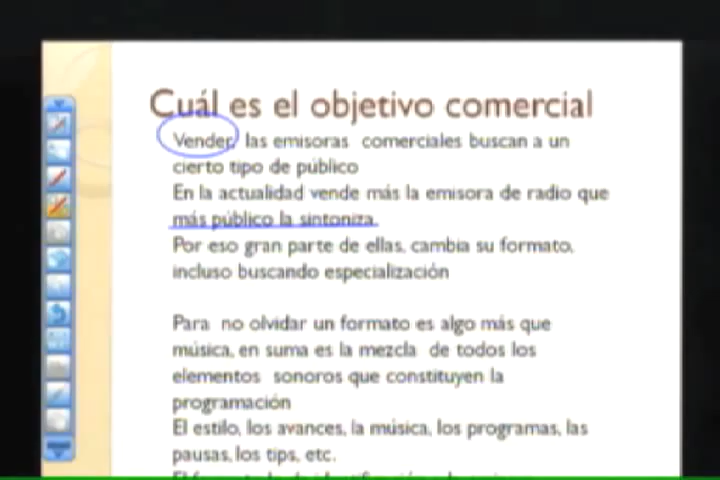 Cuál es el objetivo comercial
Vender, las emisoras comerciales buscan a un
cierto tipo de público
En la actualidad vende más la emisora de radio que
más público la sintoniza.
Por eso gran parte de ellas, cambia su formato,
incluso buscando especialización
Para no olvidar un formato es algo más que
música, en suma es la mezcla de todos los
elementos sonoros que constituyen la
programación
El estilo, los avances, la música, los programas, las
pausas, los tips, etc.